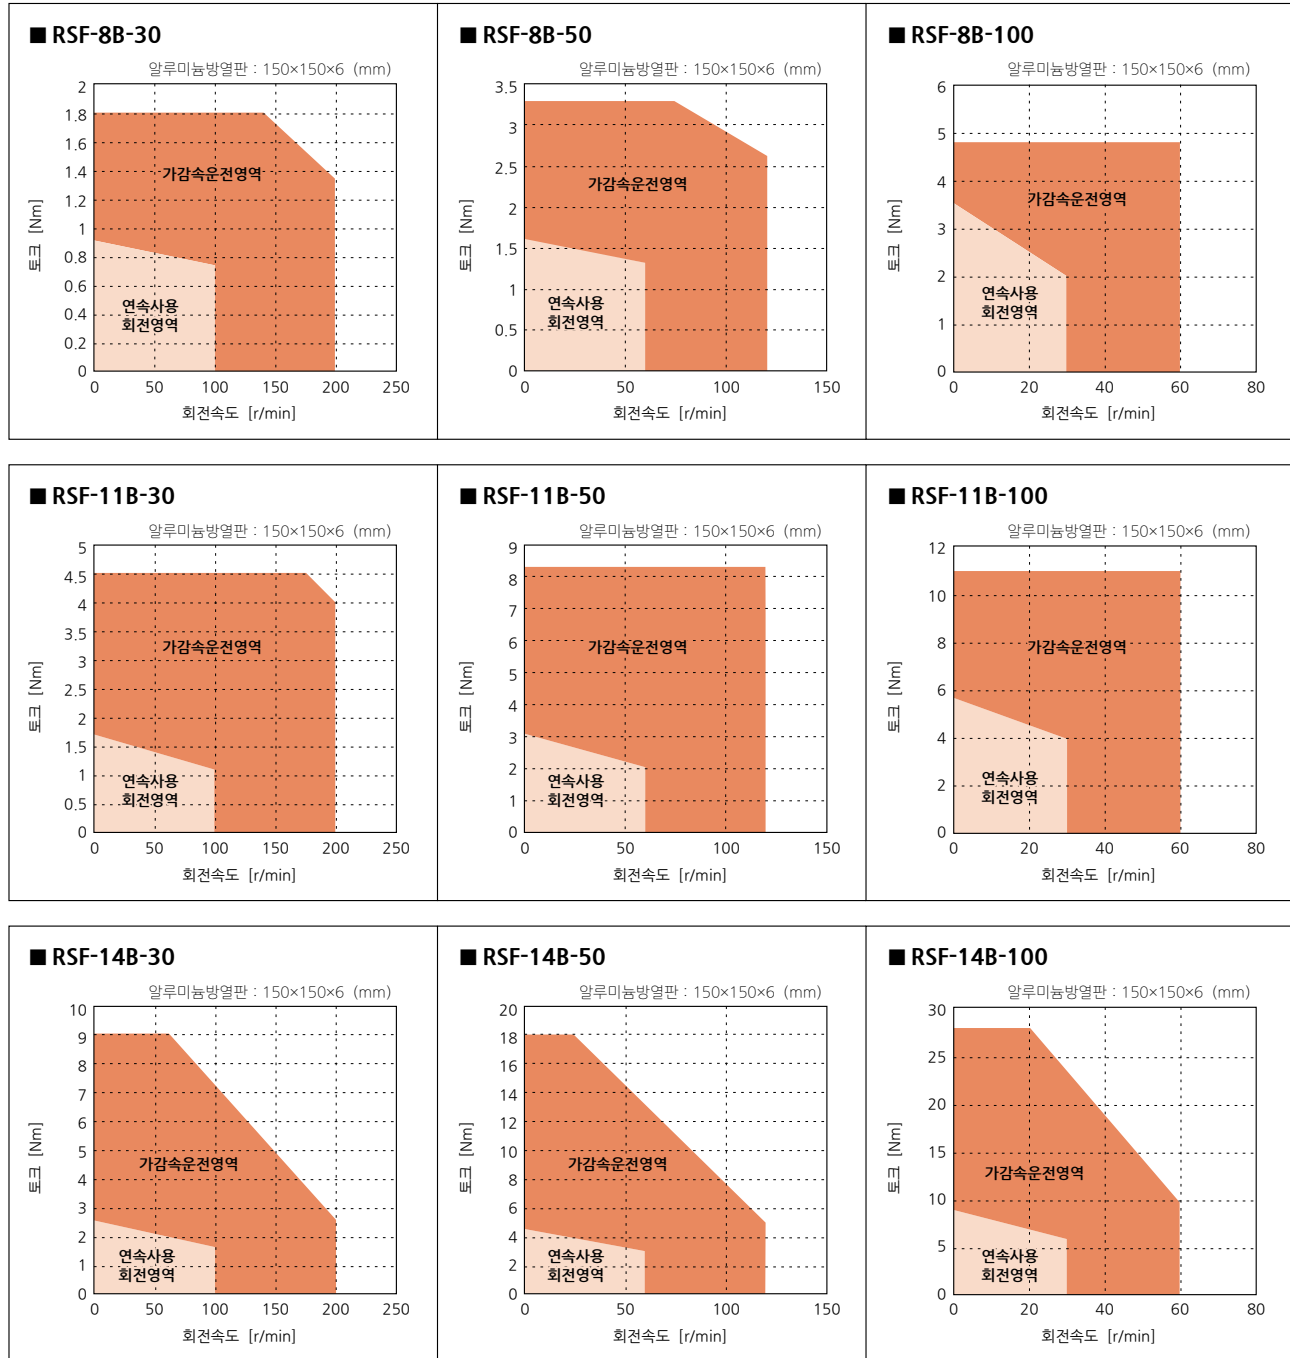 ■ RSF-8B-30
알루미늄방열판 : 150×150×6 (mm)
2
1.8
1.6
1.4
1.2
1
0.8
0.6
0.4
0.2
0
토크 [Nm]
가감속운전영역
연속사용
회전영역
0 50 100 150 200 250
회전속도 [r/min]
■ RSF-8B-50
알루미늄방열판 : 150×150×6 (mm)
3.5
3
2.5
2
1.5
1
0.5
0
토크 [Nm]
가감속운전영역
연속사용
회전영역
0 50 100 150
회전속도 [r/min]
■ RSF-8B-100
알루미늄방열판 : 150×150×6 (mm)
6
5
4
3
2
1
0
토크 [Nm]
가감속운전영역
연속사용
회전영역
0 20 40 60 80
회전속도 [r/min]
■ RSF-11B-30
알루미늄방열판 : 150×150×6 (mm)
5
4.5
4
3.5
3
2.5
2
1.5
1
0.5
0
토크 [Nm]
가감속운전영역
연속사용
회전영역
0 50 100 150 200 250
회전속도 [r/min]
■ RSF-11B-50
알루미늄방열판 : 150×150×6 (mm)
9
8
7
6
5
4
3
2
1
0
토크 [Nm]
가감속운전영역
연속사용
회전영역
0 50 100 150
회전속도 [r/min]
■ RSF-11B-100
알루미늄방열판 : 150×150×6 (mm)
12
10
8
6
4
2
0
토크 [Nm]
가감속운전영역
연속사용
회전영역
0 20 40 60 80
회전속도 [r/min]
■ RSF-14B-30
알루미늄방열판 : 150×150×6 (mm)
10
9
8
7
6
5
4
3
2
1
0
토크 [Nm]
가감속운전영역
연속사용
회전영역
0 50 100 150 200 250
회전속도 [r/min]
■ RSF-14B-50
알루미늄방열판 : 150×150×6 (mm)
20
18
16
14
12
10
8
6
4
2
0
토크 [Nm]
가감속운전영역
연속사용
회전영역
0 50 100 150
회전속도 [r/min]
■ RSF-14B-100
알루미늄방열판 : 150×150×6 (mm)
30
25
20
15
10
5
0
토크 [Nm]
가감속운전영역
연속사용
회전영역
0 20 40 60 80
회전속도 [r/min]